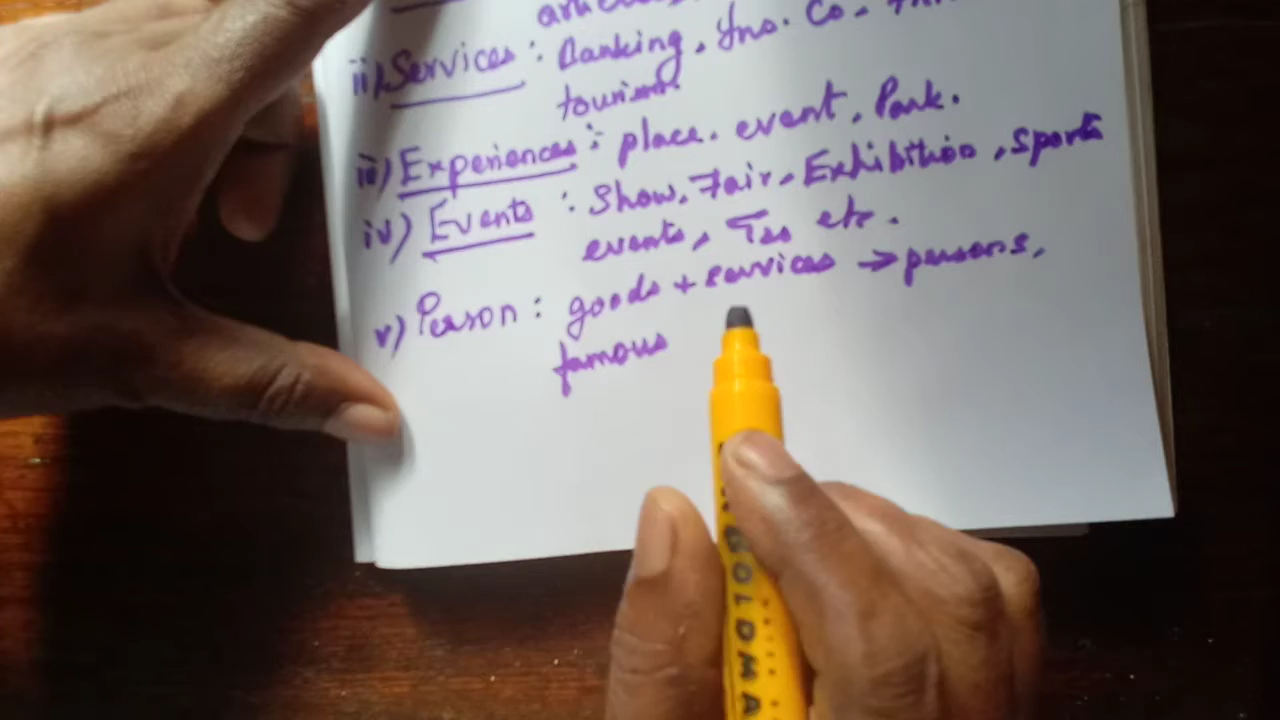 ii) Services : Banking, Ins. Co.,
tourism
iii) Experiences : place. event, Park.
iv) Events : Show, Fair, Exhibition, sports
events, etc.
v) Person : goods + services → persons,
famous
GOLDMA